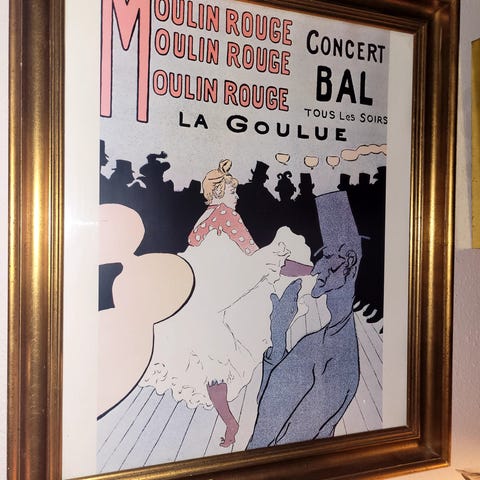 MOULIN ROUGE
MOULIN ROUGE
MOULIN ROUGE
CONCERT
BAL
TOUS LES SOIRS
LA GOULUE